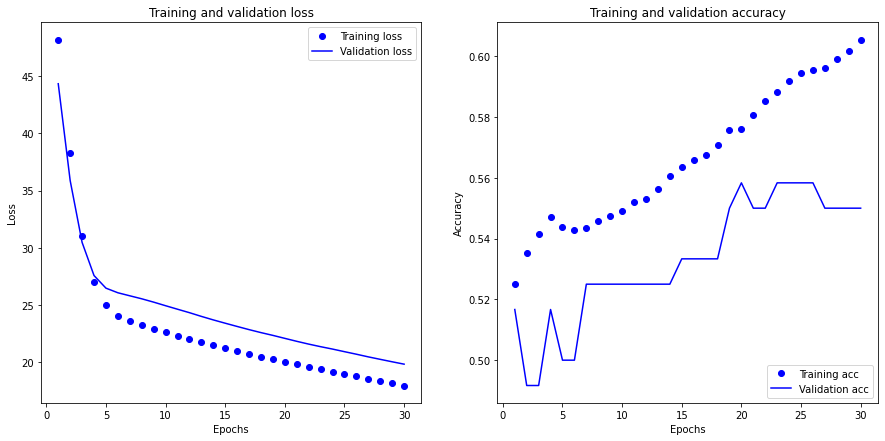 Training and validation loss
Training loss
Validation loss
45
40
35
30
25
20
Loss
0 5 10 15 20 25 30
Epochs
Training and validation accuracy
0.60
0.58
0.56
0.54
0.52
0.50
Accuracy
Training acc
Validation acc
0 5 10 15 20 25 30
Epochs